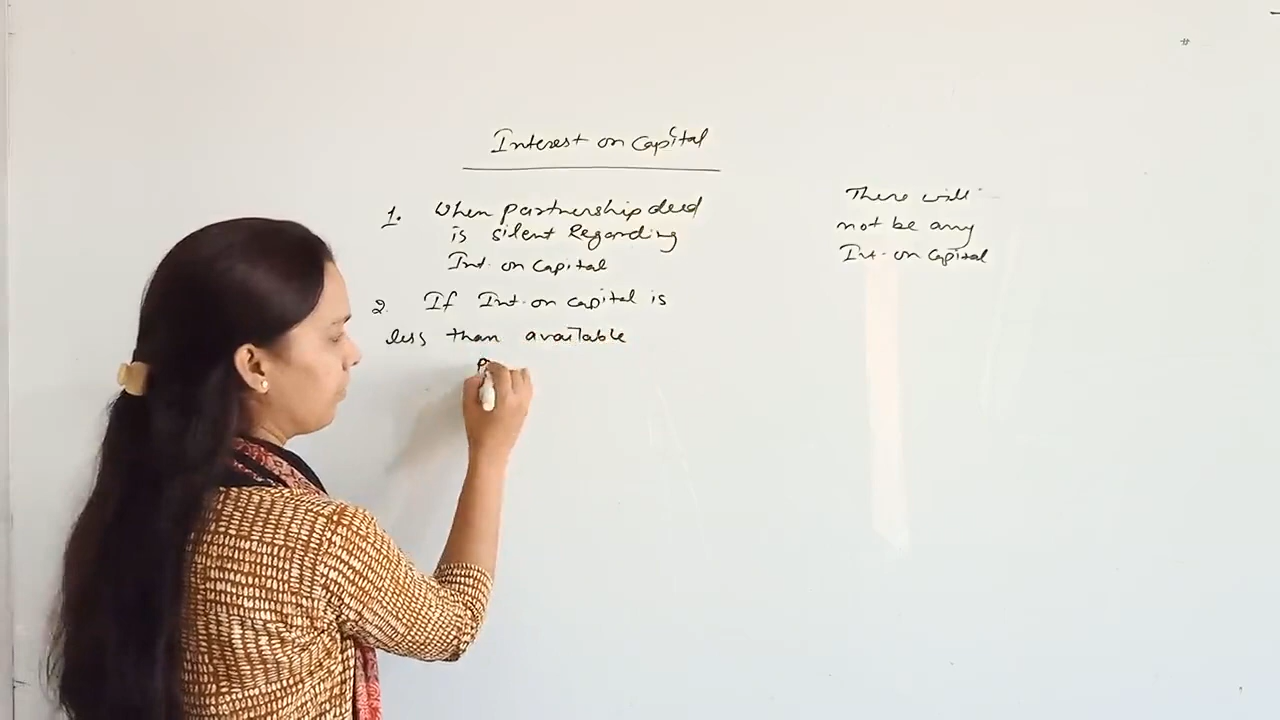 Interest on Capital
1. When partnership deed
is silent Regarding
Int. on Capital
There will
not be any
Int. on Capital
2. If Int. on capital is
less than available
P